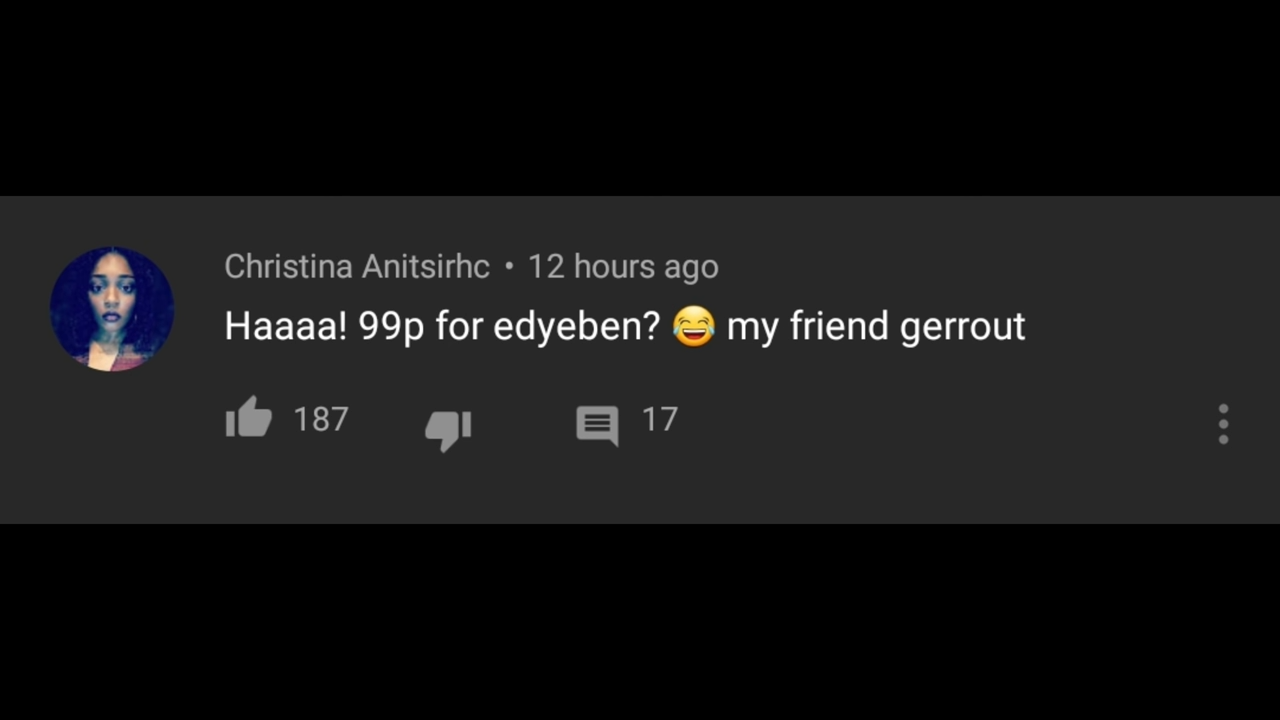 Christina Anitsirhc • 12 hours ago
Haaaa! 99p for edyeben? 😂 my friend gerrout
187 17